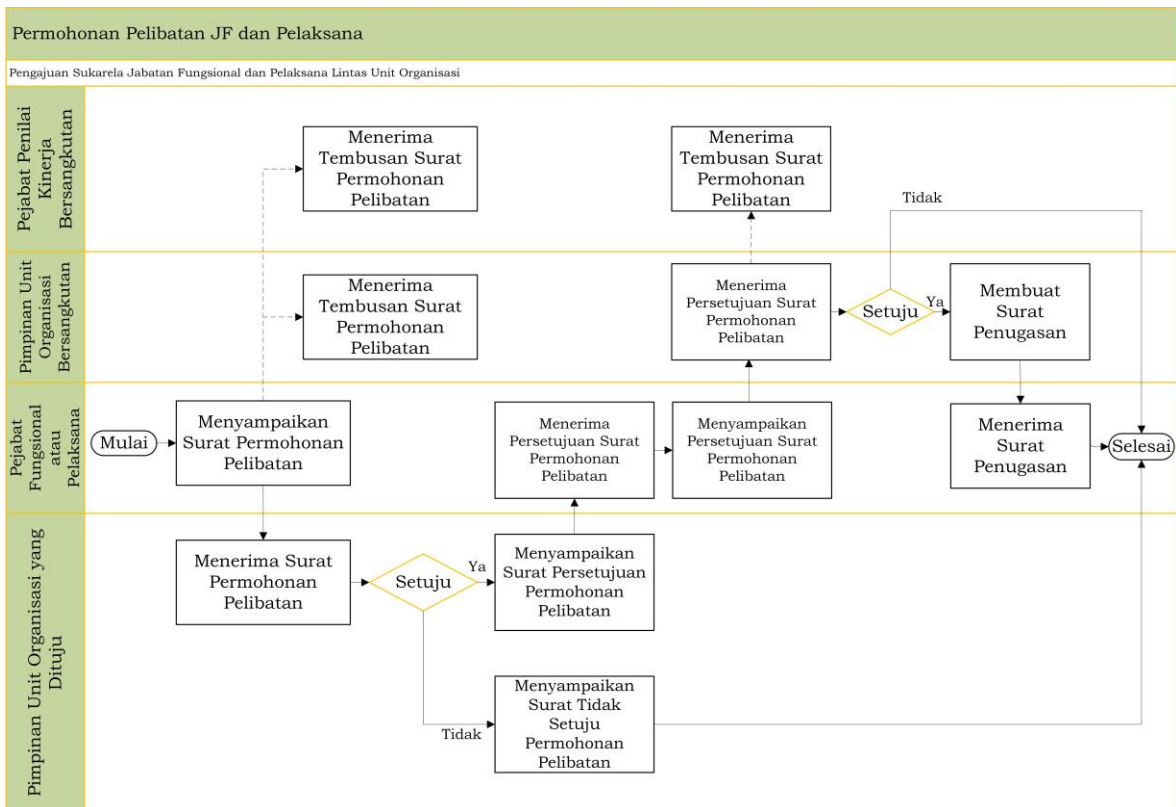 Permohonan Pelibatan JF dan Pelaksana
Pengajuan Sukarela Jabatan Fungsional dan Pelaksana Lintas Unit Organisasi
Pejabat Penilai
Kinerja
Bersangkutan
Menerima
Tembusan Surat
Permohonan
Pelibatan
Menerima
Tembusan Surat
Permohonan
Pelibatan
Tidak
Pimpinan Unit
Organisasi
Bersangkutan
Menerima
Tembusan Surat
Permohonan
Pelibatan
Menerima
Persetujuan Surat
Permohonan
Pelibatan
Setuju
Ya
Membuat
Surat
Penugasan
Pejabat
Fungsional
atau
Pelaksana
Mulai
Menyampaikan
Surat Permohonan
Pelibatan
Menerima
Persetujuan Surat
Permohonan
Pelibatan
Menyampaikan
Persetujuan Surat
Permohonan
Pelibatan
Menerima
Surat
Penugasan
Selesai
Pimpinan Unit Organisasi yang
Dituju
Menerima Surat
Permohonan
Pelibatan
Setuju
Ya
Menyampaikan
Surat Persetujuan
Permohonan
Pelibatan
Tidak
Menyampaikan
Surat Tidak
Setuju
Permohonan
Pelibatan